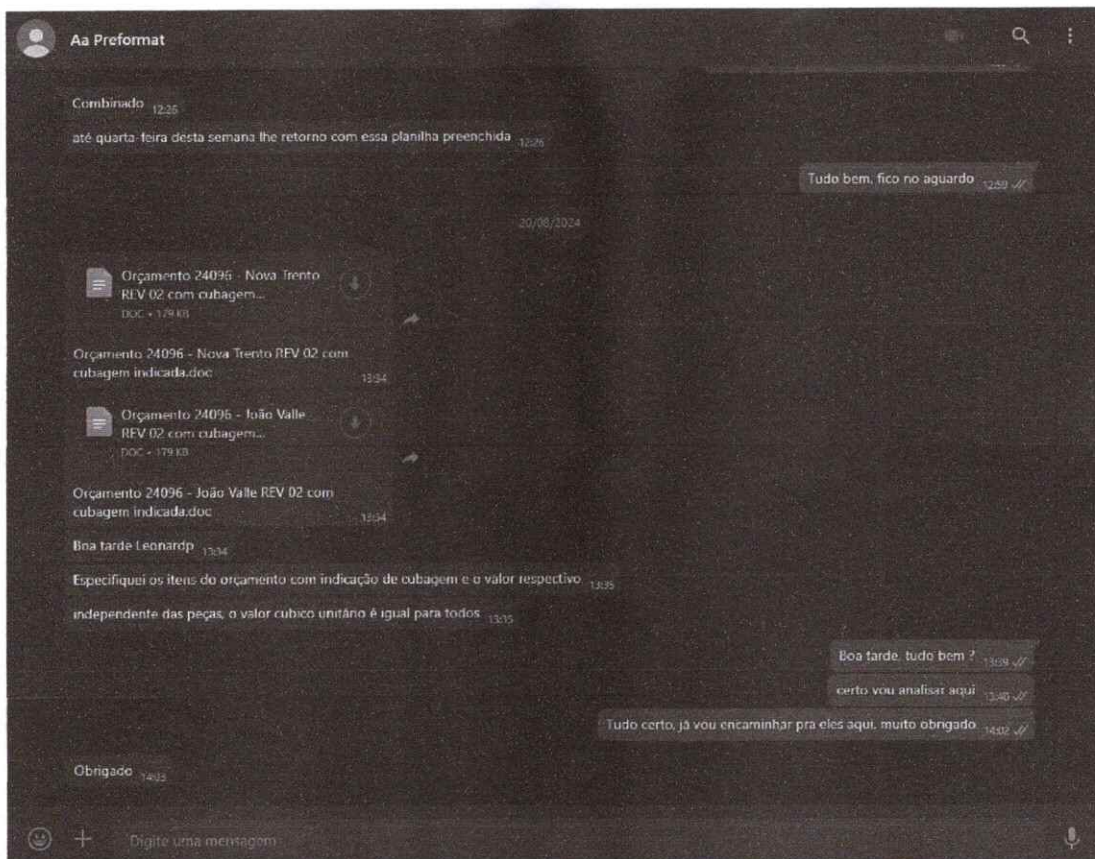 Aa Preformat
Combinado 12:26
até quarta-feira desta semana lhe retorno com essa planilha preenchida 12:26
Tudo bem, fico no aguardo 12:59
20/08/2024
Orçamento 24096 - Nova Trento
REV 02 com cubagem...
DOC • 179 KB
Orçamento 24096 - Nova Trento REV 02 com
cubagem indicada.doc 13:34
Orçamento 24096 - João Valle
REV 02 com cubagem...
DOC • 179 KB
Orçamento 24096 - João Valle REV 02 com
cubagem indicada.doc 13:34
Boa tarde Leonardp 13:34
Especifiquei os itens do orçamento com indicação de cubagem e o valor respectivo 13:35
independente das peças, o valor cubico unitário é igual para todos 13:35
Boa tarde, tudo bem ? 13:39
certo vou analisar aqui 13:40
Tudo certo, já vou encaminhar pra eles aqui, muito obrigado 14:02
Obrigado 14:03
Digite uma mensagem